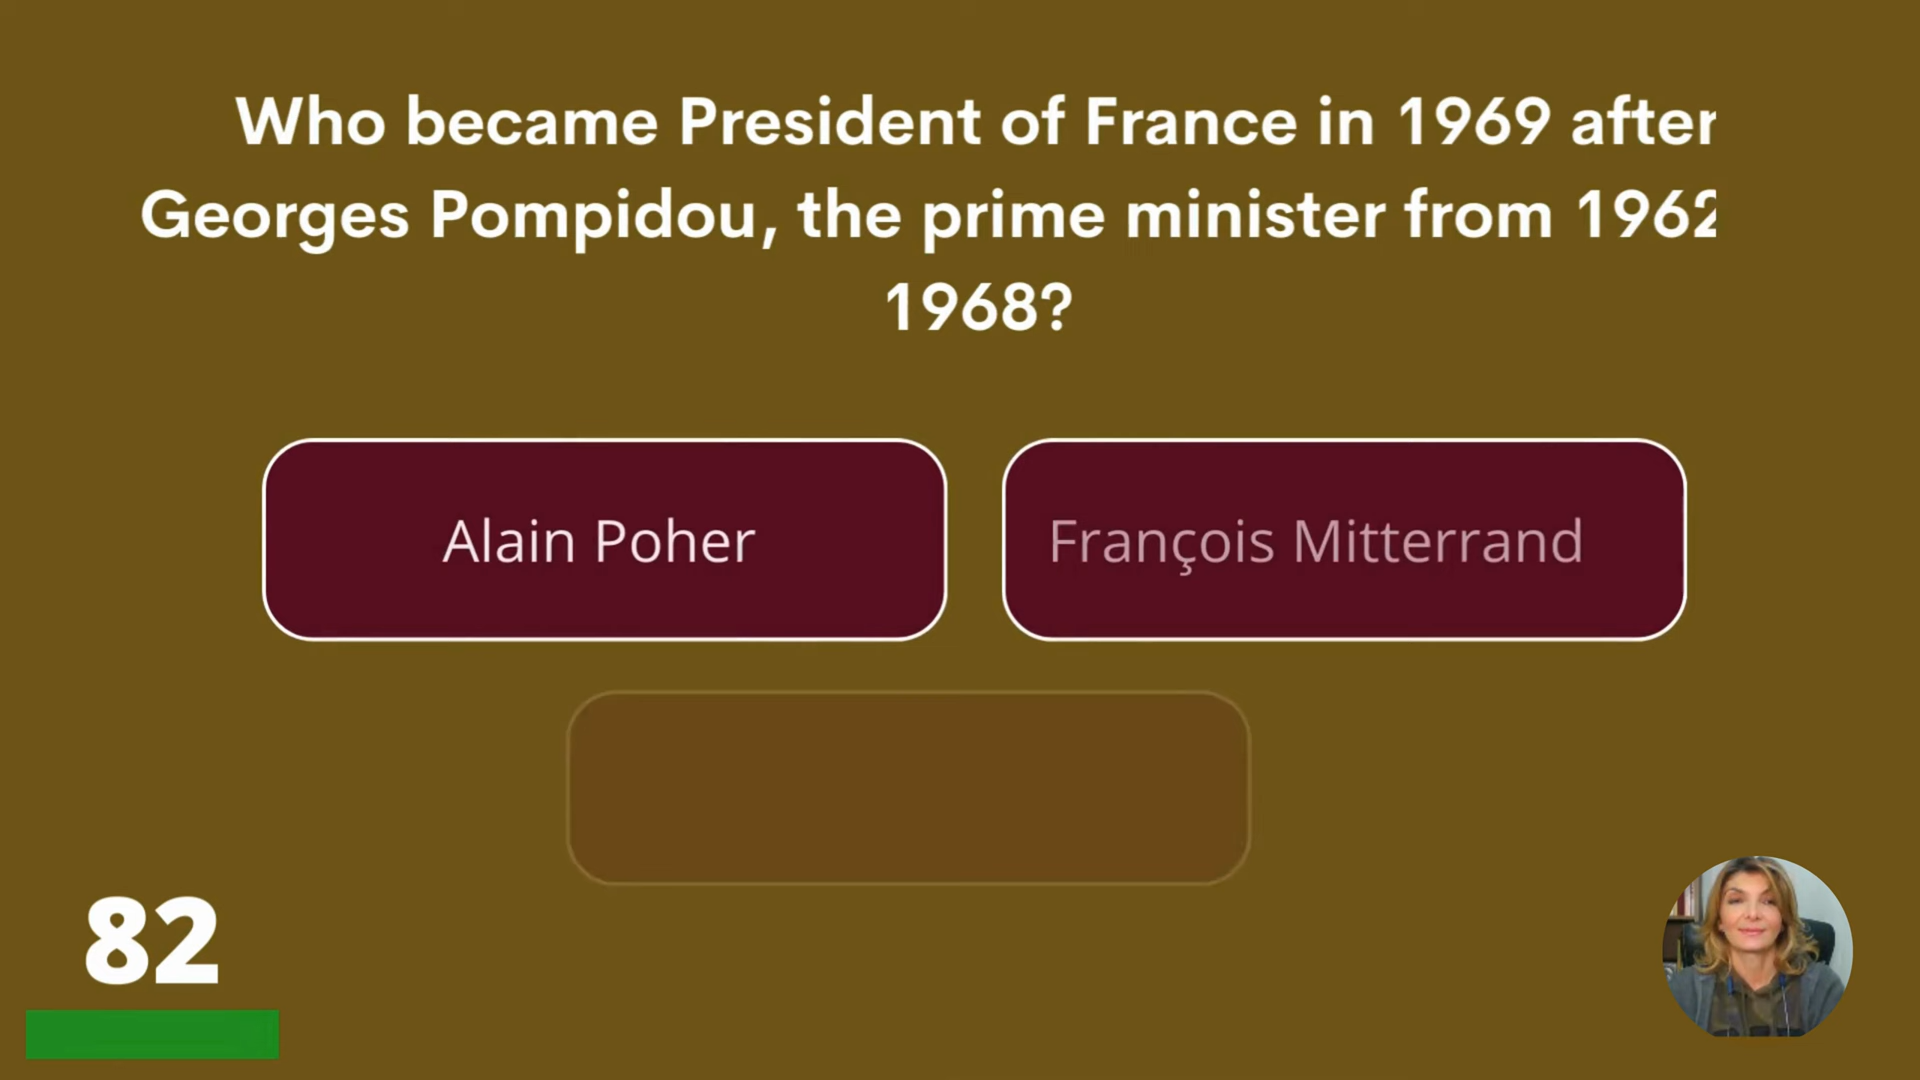 Who became President of France in 1969 after
Georges Pompidou, the prime minister from 1962
1968?
Alain Poher
François Mitterrand
82